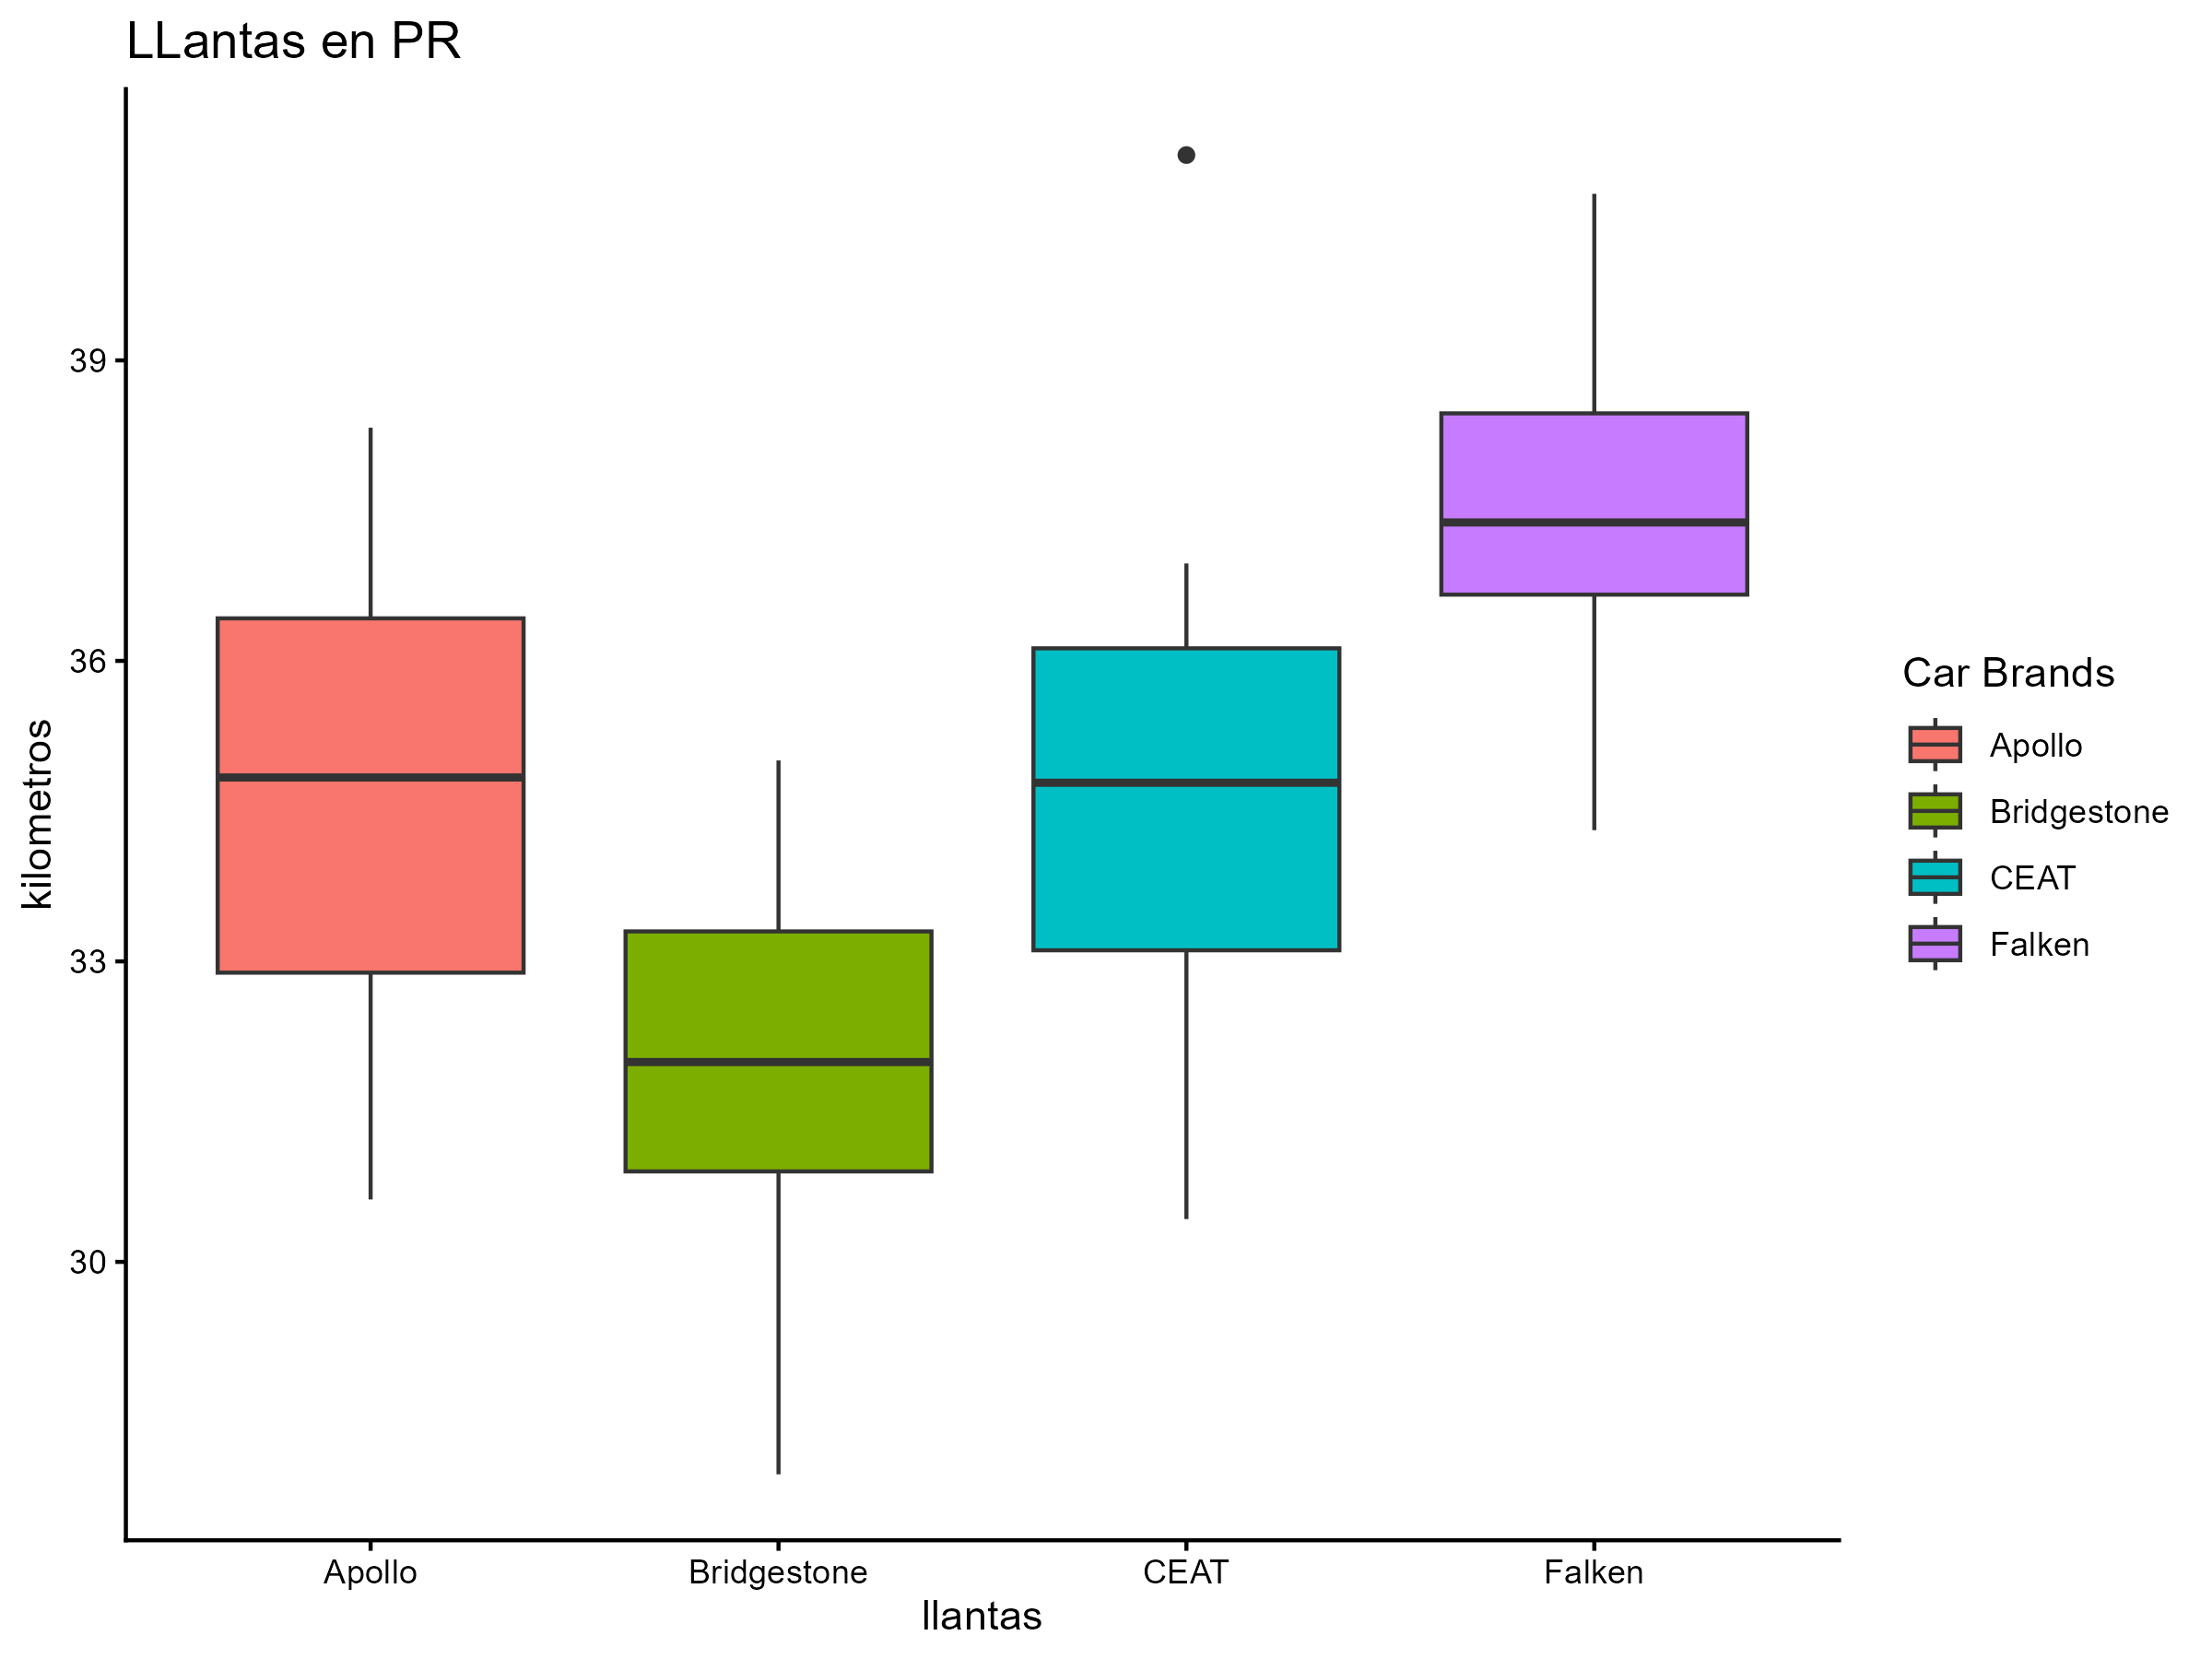 LLantas en PR
39
36
33
30
kilometros
Apollo Bridgestone CEAT Falken
llantas
Car Brands
Apollo
Bridgestone
CEAT
Falken